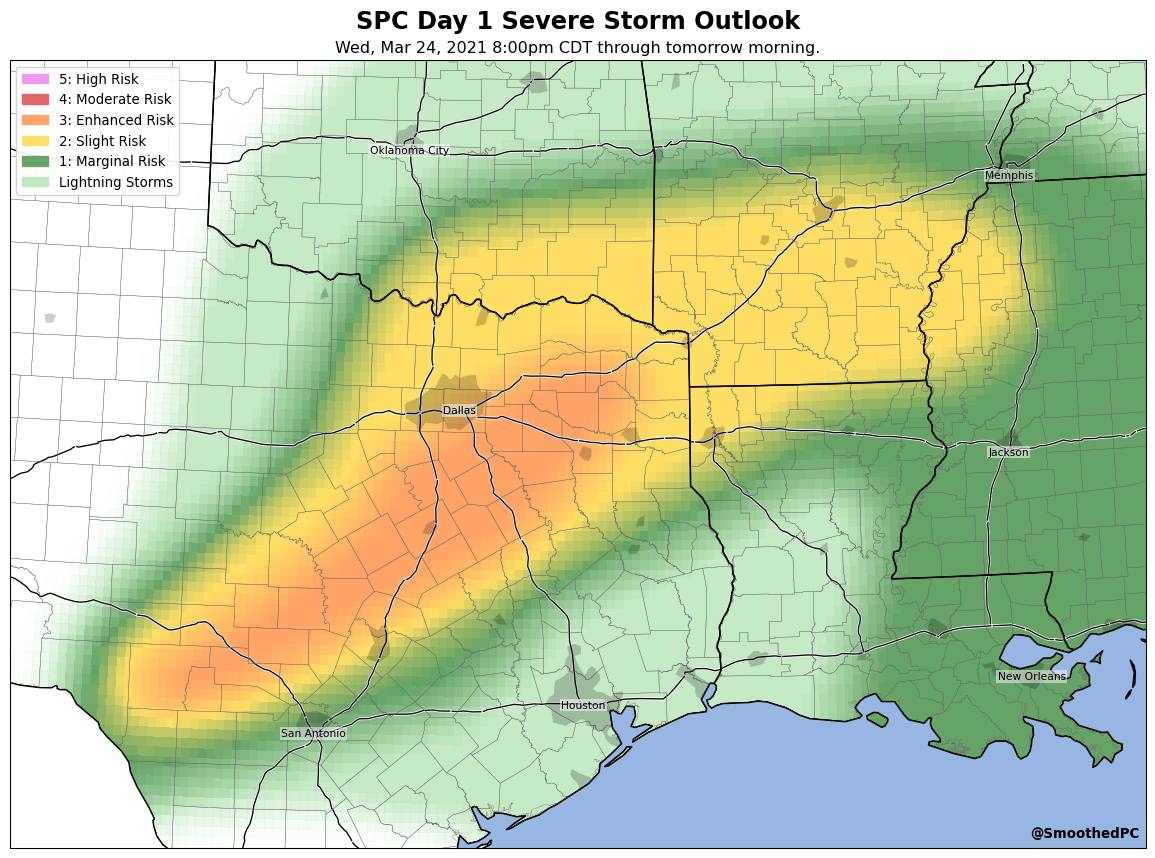 SPC Day 1 Severe Storm Outlook
Wed, Mar 24, 2021 8:00pm CDT through tomorrow morning.
5: High Risk
4: Moderate Risk
3: Enhanced Risk
2: Slight Risk
1: Marginal Risk
Lightning Storms
Oklahoma City
Memphis
Dallas
Jackson
New Orleans
Houston
San Antonio
@SmoothedPC